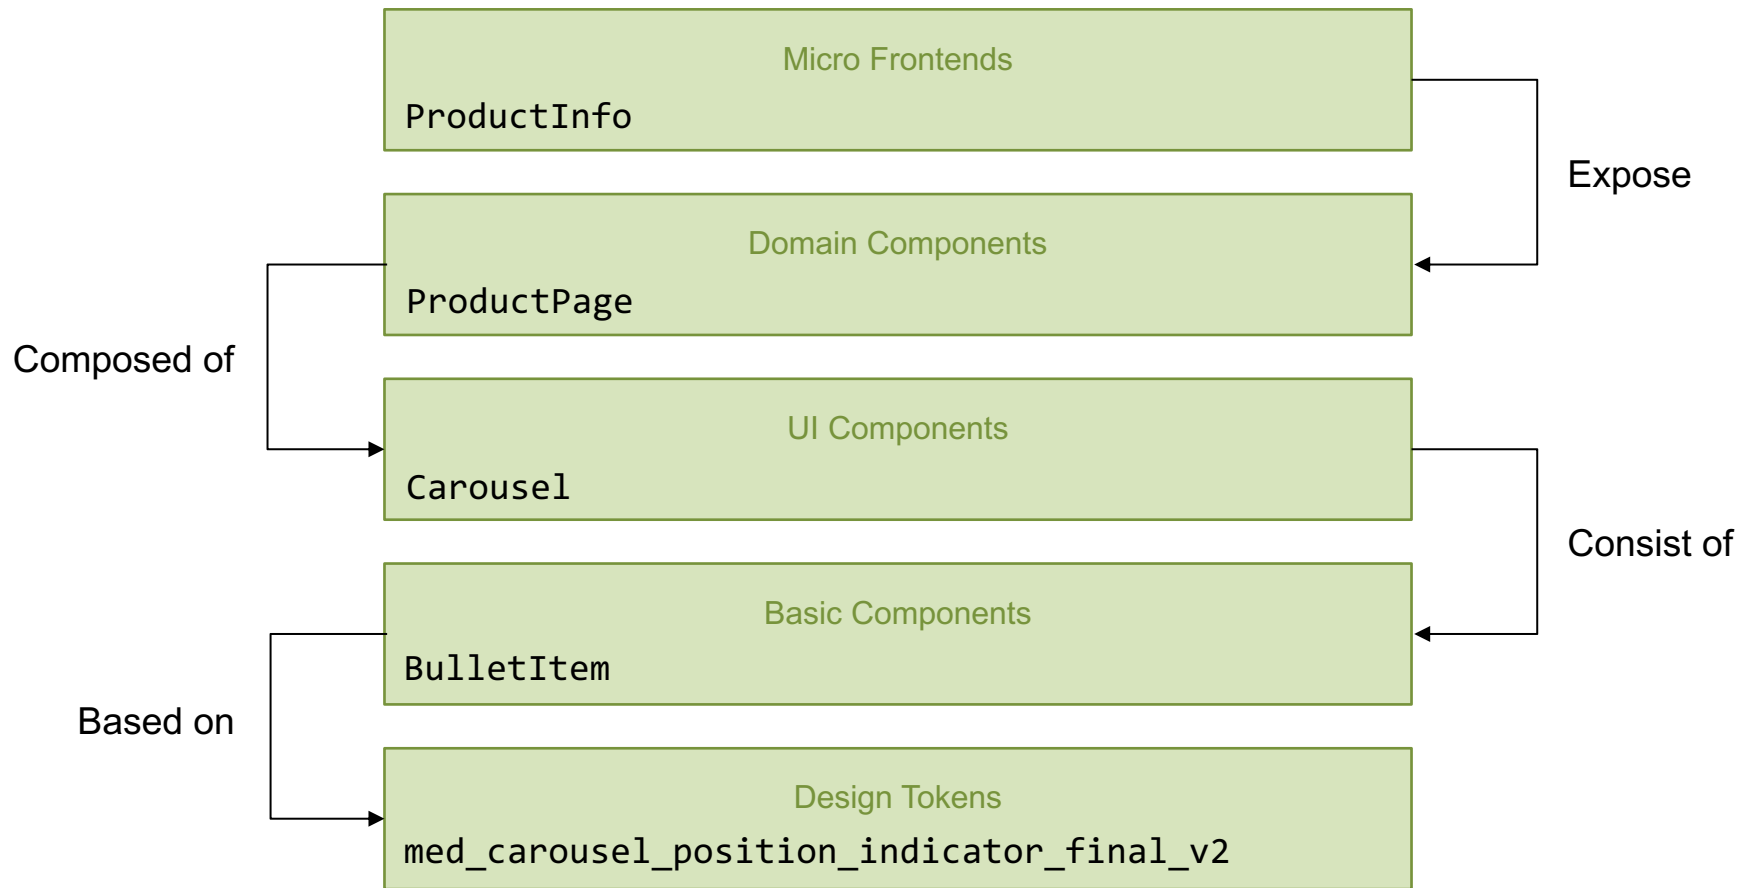 Micro Frontends
ProductInfo
Expose
Domain Components
ProductPage
Composed of
UI Components
Carousel
Consist of
Basic Components
BulletItem
Based on
Design Tokens
med_carousel_position_indicator_final_v2